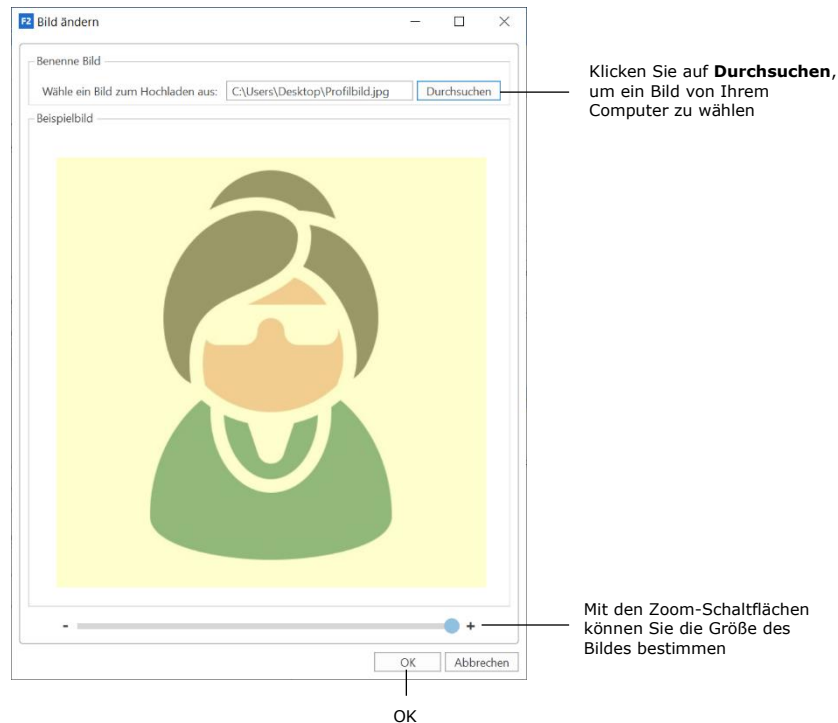 F2 Bild ändern
Benenne Bild
Wähle ein Bild zum Hochladen aus: C:\Users\Desktop\Profilbild.jpg Durchsuchen
Klicken Sie auf Durchsuchen,
um ein Bild von Ihrem
Computer zu wählen
Beispielbild
- +
Mit den Zoom-Schaltflächen
können Sie die Größe des
Bildes bestimmen
OK Abbrechen
OK